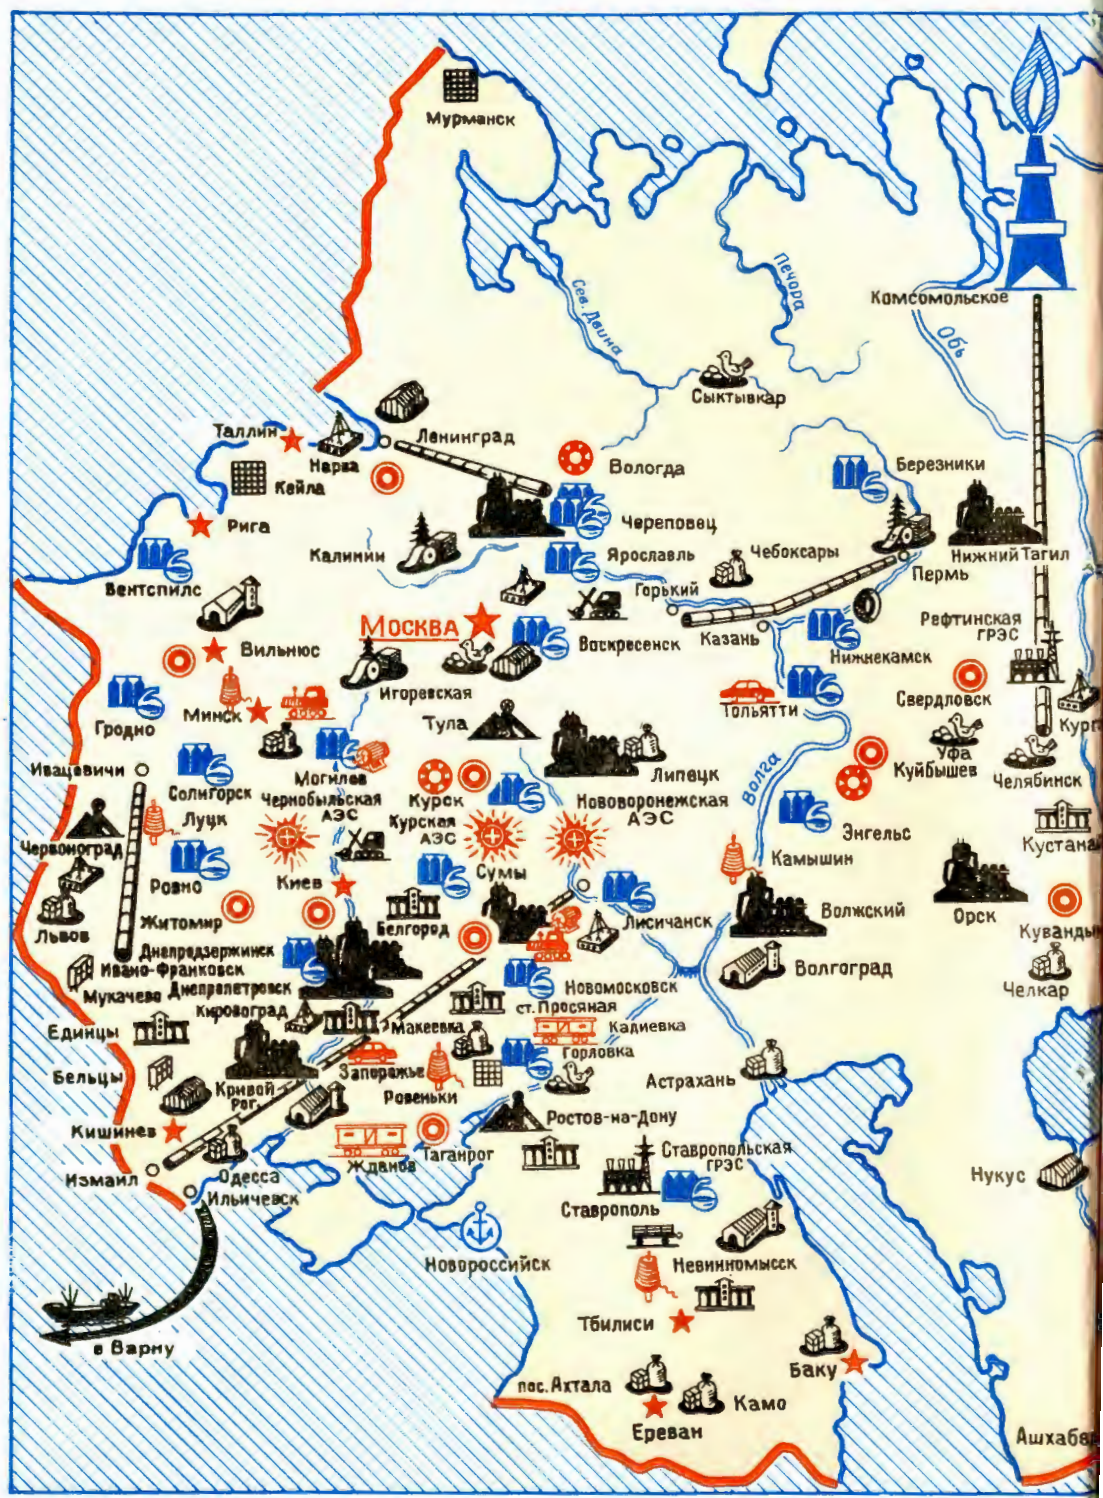 Мурманск
Печора
Сев. Двина
Комсомольское
Обь
Сыктывкар
Таллин
Ленинград
Нарва
Кейла
Вологда
Березники
Рига
Череповец
Калинин
Ярославль
Чебоксары
Нижний Тагил
Вентспилс
Горький
Пермь
МОСКВА
Казань
Рефтинская
ГРЭС
Воскресенск
Вильнюс
Нижнекамск
Игоревская
Свердловск
Гродно
Минск
Тула
Тольятти
Уфа
Ивацевичи
Могилев
Липецк
Волга
Куйбышев
Челябинск
Солигорск
Чернобыльская
АЭС
Курск
Нововоронежская
АЭС
Луцк
Курская
АЭС
Энгельс
Червоноград
Камышин
Ровно
Киев
Сумы
Львов
Житомир
Белгород
Лисичанск
Волжский
Орск
Днепродзержинск
Ивано-Франковск
Волгоград
Мукачево
Днепропетровск
Новомосковск
Челкар
Кировоград
ст. Просяная
Единцы
Макеевка
Кадиевка
Горловка
Бельцы
Запорожье
Астрахань
Кривой
Рог
Ровеньки
Ростов-на-Дону
Кишинев
Жданов
Таганрог
Ставропольская
ГРЭС
Измаил
Одесса
Нукус
Ильичевск
Ставрополь
Новороссийск
Невинномысск
Тбилиси
в Варну
Баку
пос. Ахтала
Камо
Ереван